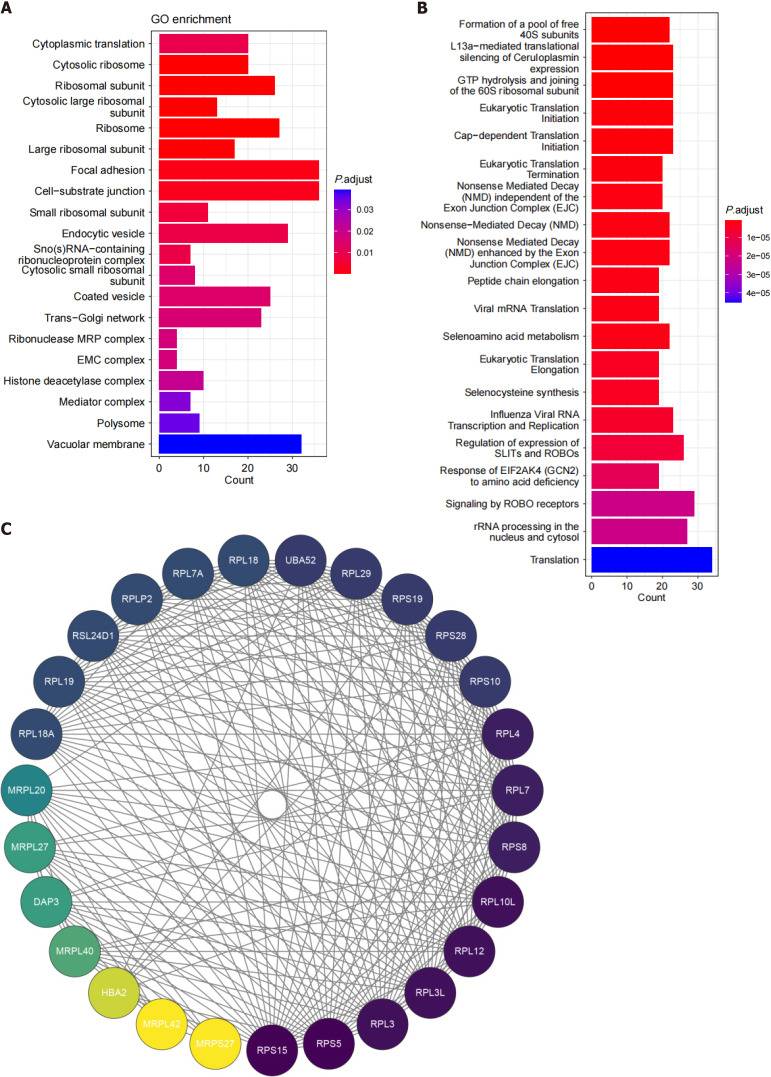 A
GO enrichment
Cytoplasmic translation
Cytosolic ribosome
Ribosomal subunit
Cytosolic large ribosomal
subunit
Ribosome
Large ribosomal subunit
Focal adhesion
Cell−substrate junction
Small ribosomal subunit
Endocytic vesicle
Sno(s)RNA−containing
ribonucleoprotein complex
Cytosolic small ribosomal
subunit
Coated vesicle
Trans−Golgi network
Ribonuclease MRP complex
EMC complex
Histone deacetylase complex
Mediator complex
Polysome
Vacuolar membrane
0 10 20 30
Count
P.adjust
0.03
0.02
0.01
B
Formation of a pool of free
40S subunits
L13a−mediated translational
silencing of Ceruloplasmin
expression
GTP hydrolysis and joining
of the 60S ribosomal subunit
Eukaryotic Translation
Initiation
Cap−dependent Translation
Initiation
Eukaryotic Translation
Termination
Nonsense Mediated Decay
(NMD) independent of the
Exon Junction Complex (EJC)
Nonsense−Mediated Decay (NMD)
Nonsense Mediated Decay
(NMD) enhanced by the Exon
Junction Complex (EJC)
Peptide chain elongation
Viral mRNA Translation
Selenoamino acid metabolism
Eukaryotic Translation
Elongation
Selenocysteine synthesis
Influenza Viral RNA
Transcription and Replication
Regulation of expression of
SLITs and ROBOs
Response of EIF2AK4 (GCN2)
to amino acid deficiency
Signaling by ROBO receptors
rRNA processing in the
nucleus and cytosol
Translation
0 10 20 30
Count
P.adjust
1e−05
2e−05
3e−05
4e−05
C
RPL18
UBA52
RPL29
RPS19
RPS28
RPS10
RPL4
RPL7
RPS8
RPL10L
RPL12
RPL3L
RPL3
RPS5
RPS15
MRPS27
MRPL42
HBA2
MRPL40
DAP3
MRPL27
MRPL20
RPL18A
RPL19
RSL24D1
RPLP2
RPL7A